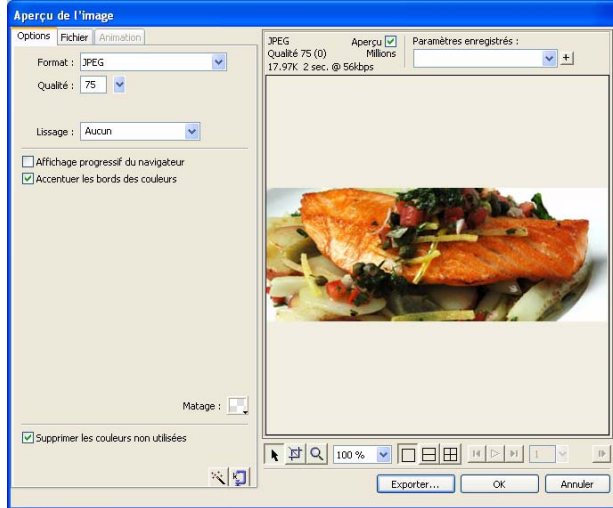 Aperçu de l'image
Options Fichier Animation
Format : JPEG
Qualité : 75
Lissage : Aucun
Affichage progressif du navigateur
Accentuer les bords des couleurs
Matage :
Supprimer les couleurs non utilisées
JPEG Aperçu Paramètres enregistrés :
Qualité 75 (0) Millions
17.97K 2 sec. @ 56kbps
100 % 1
Exporter... OK Annuler